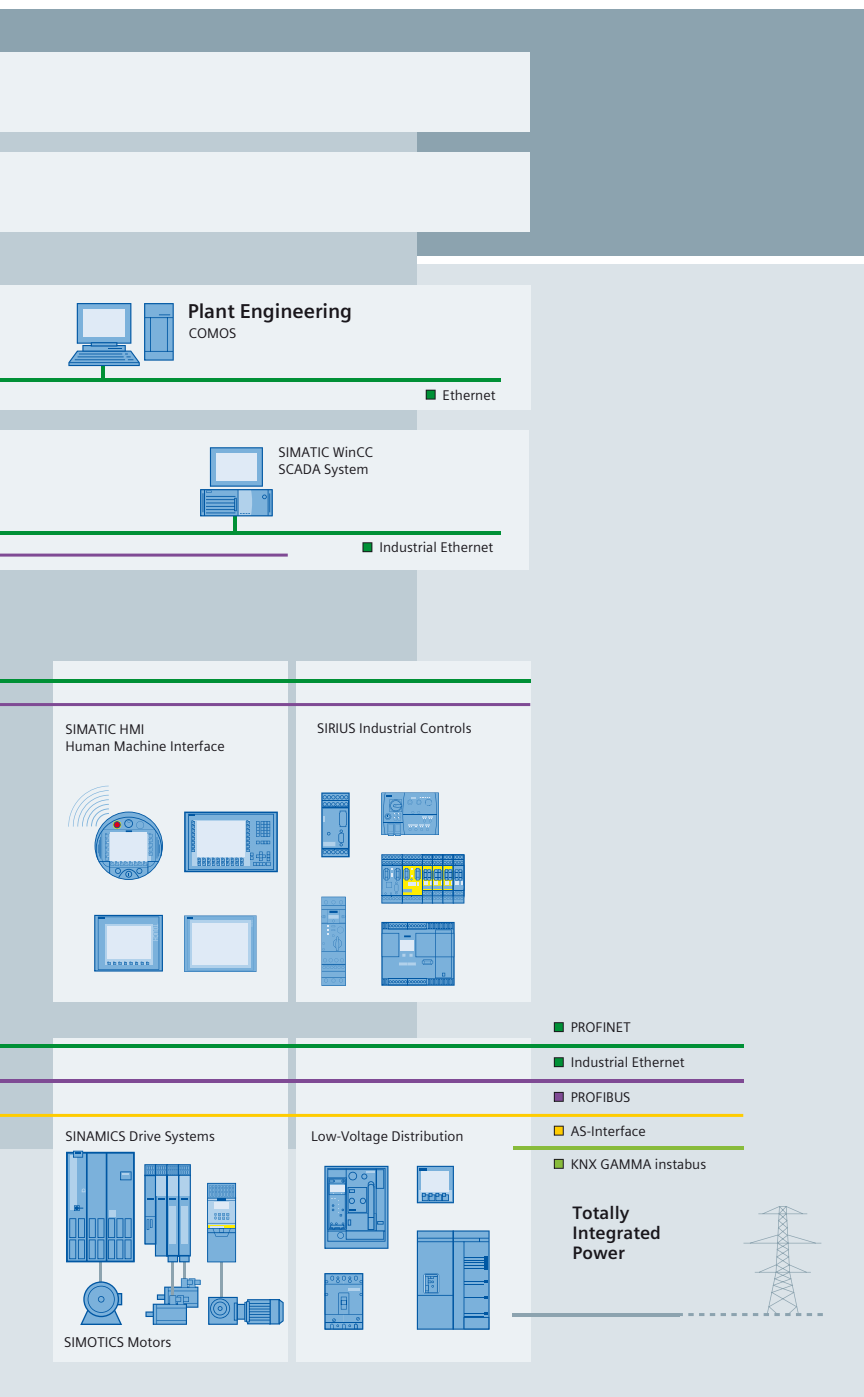 Plant Engineering
COMOS
Ethernet
SIMATIC WinCC
SCADA System
Industrial Ethernet
SIMATIC HMI
Human Machine Interface
SIRIUS Industrial Controls
PROFINET
Industrial Ethernet
PROFIBUS
AS-Interface
KNX GAMMA instabus
SINAMICS Drive Systems
Low-Voltage Distribution
Totally
Integrated
Power
SIMOTICS Motors